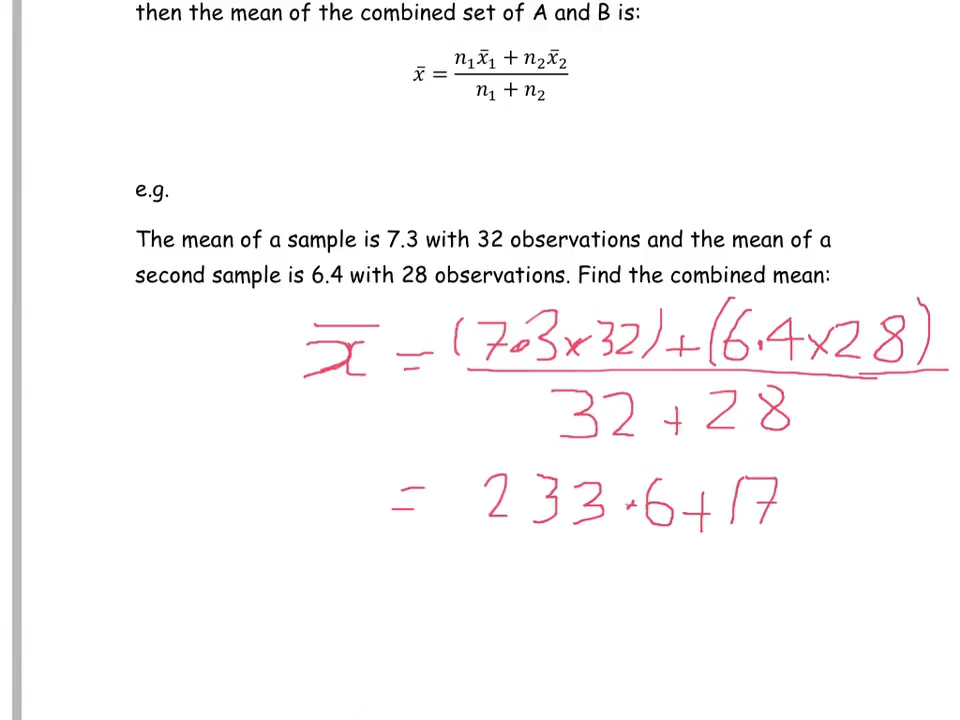 then the mean of the combined set of A and B is:
x̄ = (n₁x̄₁ + n₂x̄₂) / (n₁ + n₂)
e.g.
The mean of a sample is 7.3 with 32 observations and the mean of a
second sample is 6.4 with 28 observations. Find the combined mean:
x̄ = (7.3×32)+(6.4×28)
32+28
= 233.6+17